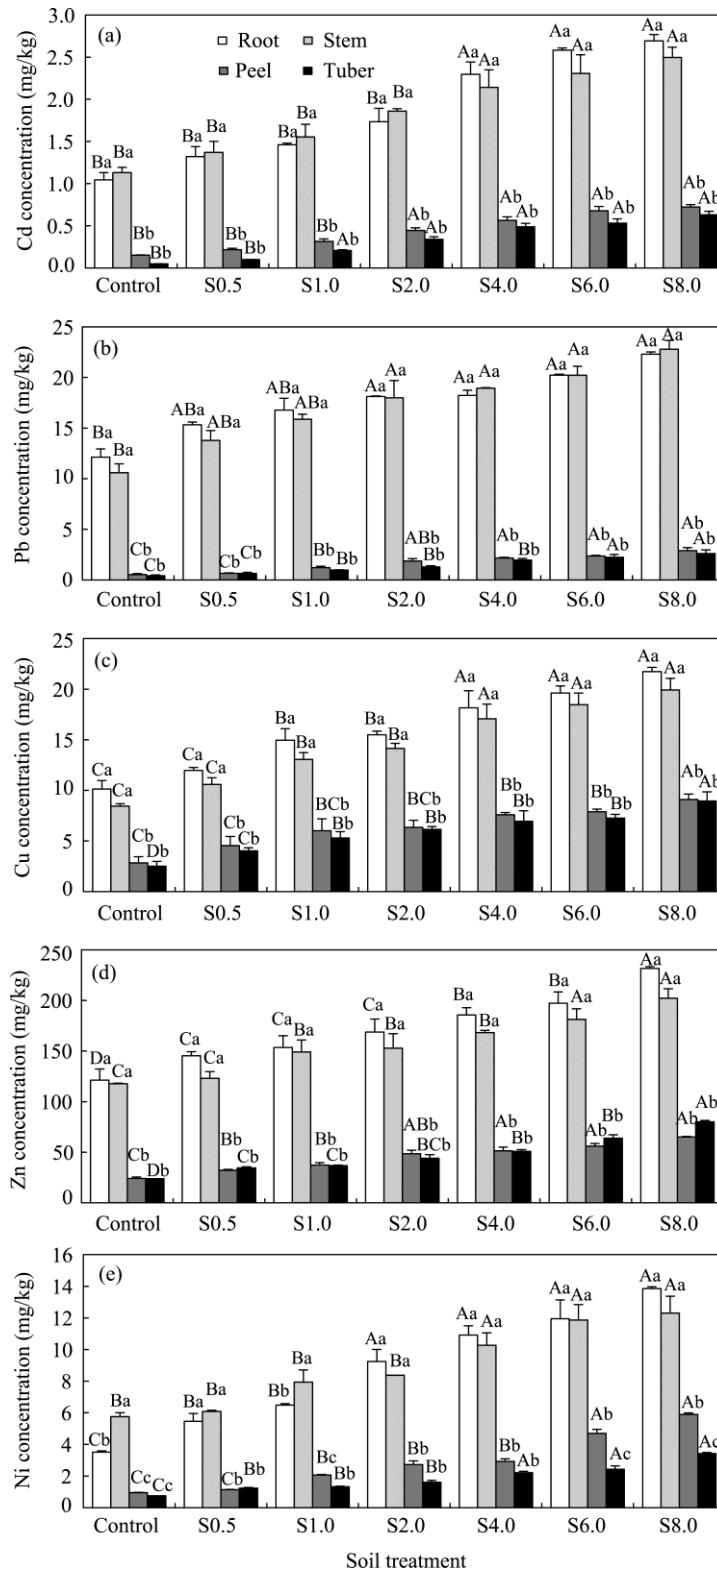 (a)
Root Stem
Peel Tuber
Cd concentration (mg/kg)
3.0
2.5
2.0
1.5
1.0
0.5
0.0
Ba Ba Bb Bb
Ba Ba Bb Bb
Ba Ba Bb Ab
Ba Ba Ab Ab
Aa Aa Ab Ab
Aa Aa Ab Ab
Aa Aa Ab Ab
Control S0.5 S1.0 S2.0 S4.0 S6.0 S8.0
(b)
Pb concentration (mg/kg)
25
20
15
10
5
0
Ba Ba Cb Cb
ABa ABa Cb Cb
ABa ABa Bb Bb
Aa Aa ABb Bb
Aa Aa Ab Bb
Aa Aa Ab Ab
Aa Aa Ab Ab
Control S0.5 S1.0 S2.0 S4.0 S6.0 S8.0
(c)
Cu concentration (mg/kg)
25
20
15
10
5
0
Ca Ca Cb Db
Ca Ca Cb Cb
Ba Ba BCb Bb
Ba Ba BCb Bb
Aa Aa Bb Ab
Aa Aa Bb Bb
Aa Aa Ab Ab
Control S0.5 S1.0 S2.0 S4.0 S6.0 S8.0
(d)
Zn concentration (mg/kg)
250
200
150
100
50
0
Da Ca Cb Db
Ca Ca Bb Cb
Ca Ba Bb Cb
Ca Ba ABb BCb
Ba Ba Ab Bb
Ba Aa Ab Bb
Aa Aa Ab Ab
Control S0.5 S1.0 S2.0 S4.0 S6.0 S8.0
(e)
Ni concentration (mg/kg)
16
14
12
10
8
6
4
2
0
Cb Ba Cc Cc
Ba Ba Cb Bb
Bb Ba Bc Bb
Aa Ba Bb Bb
Aa Aa Bb Ab
Aa Aa Ab Ac
Aa Aa Ab Ac
Control S0.5 S1.0 S2.0 S4.0 S6.0 S8.0
Soil treatment